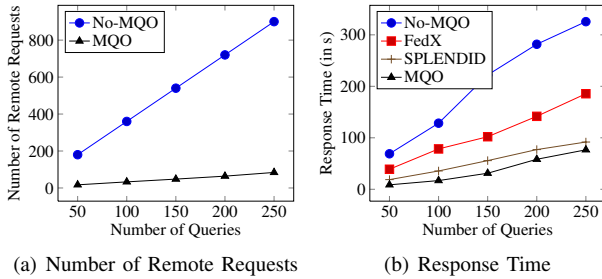 No-MQO
MQO
800
600
400
200
0
50 100 150 200 250
Number of Queries
Number of Remote Requests
(a) Number of Remote Requests
No-MQO
FedX
SPLENDID
MQO
300
200
100
0
50 100 150 200 250
Number of Queries
Response Time (in s)
(b) Response Time